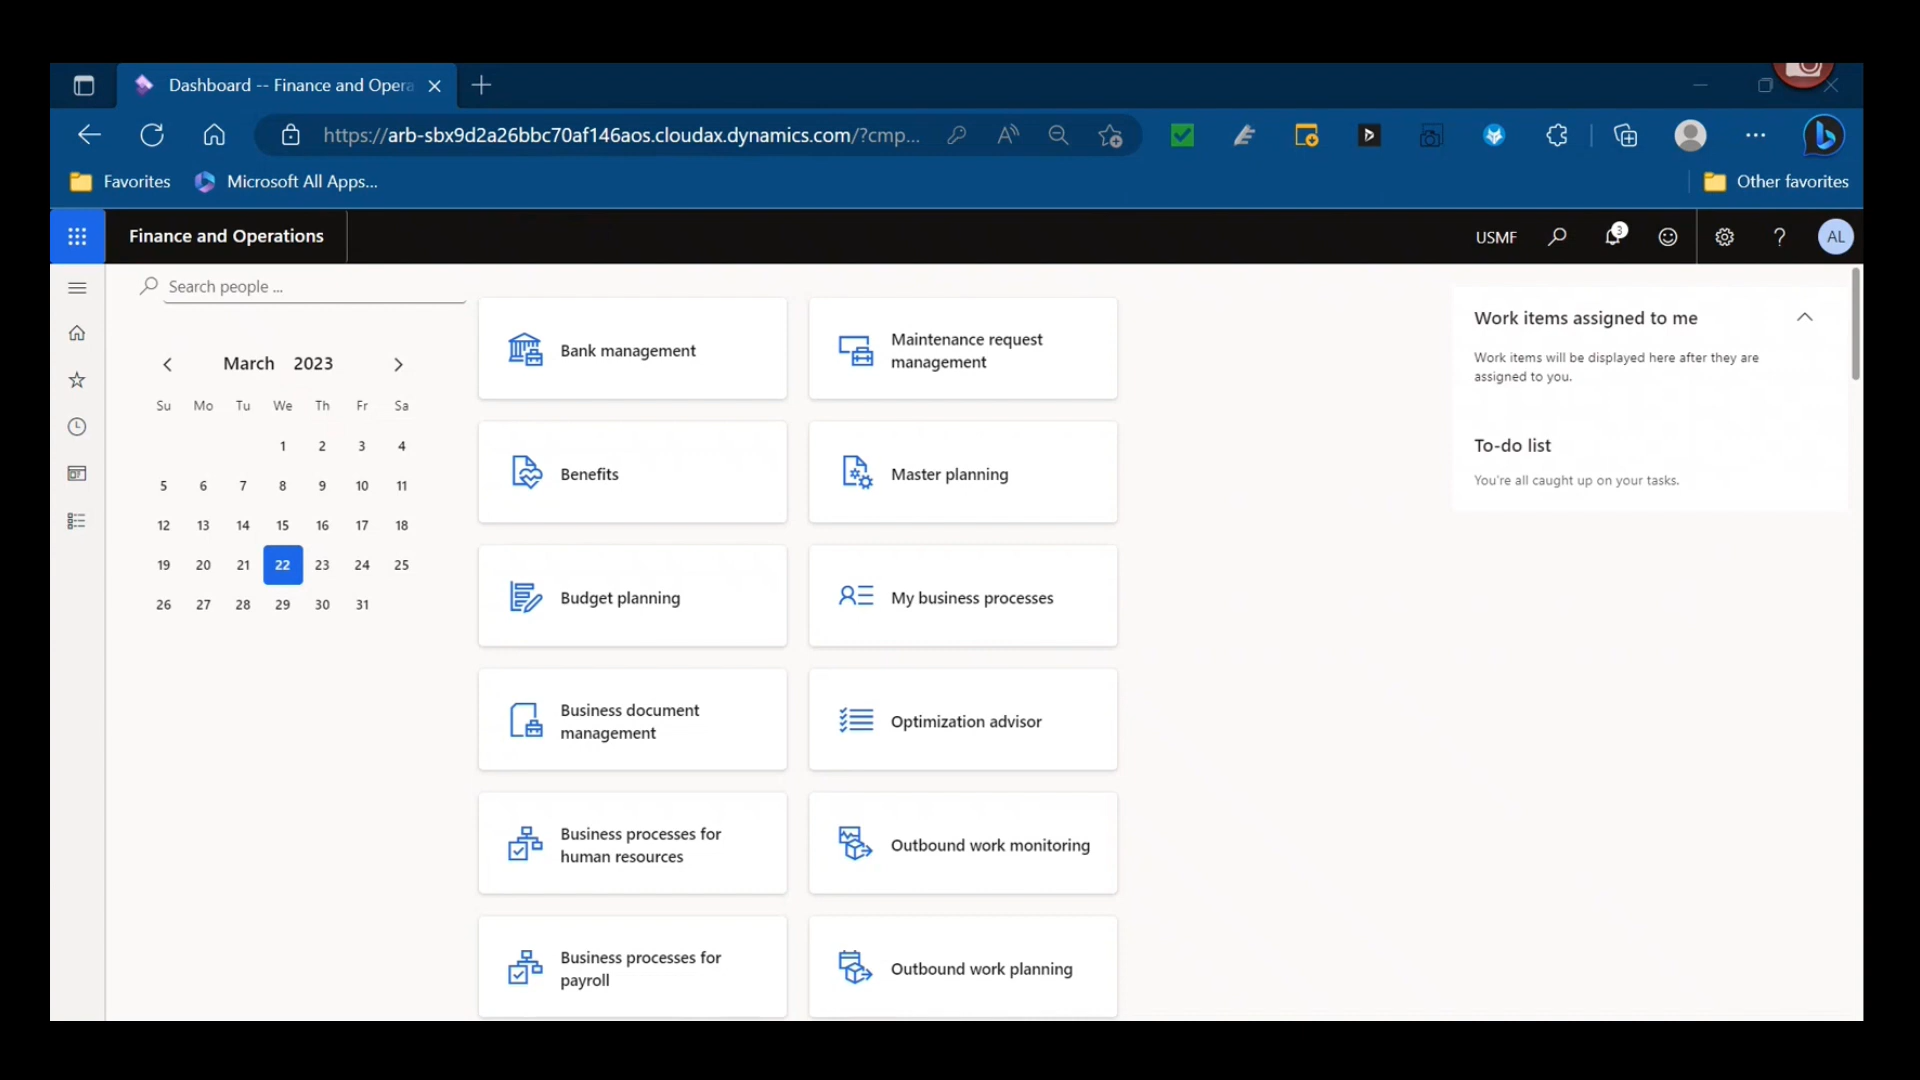 Dashboard -- Finance and Opera
https://arb-sbx9d2a26bbc70af146aos.cloudax.dynamics.com/?cmp...
Favorites
Microsoft All Apps...
Other favorites
Finance and Operations
USMF
3
AL
Search people ...
March 2023
Su Mo Tu We Th Fr Sa
1 2 3 4
5 6 7 8 9 10 11
12 13 14 15 16 17 18
19 20 21 22 23 24 25
26 27 28 29 30 31
Bank management
Maintenance request
management
Benefits
Master planning
Budget planning
My business processes
Business document
management
Optimization advisor
Business processes for
human resources
Outbound work monitoring
Business processes for
payroll
Outbound work planning
Work items assigned to me
Work items will be displayed here after they are
assigned to you.
To-do list
You're all caught up on your tasks.